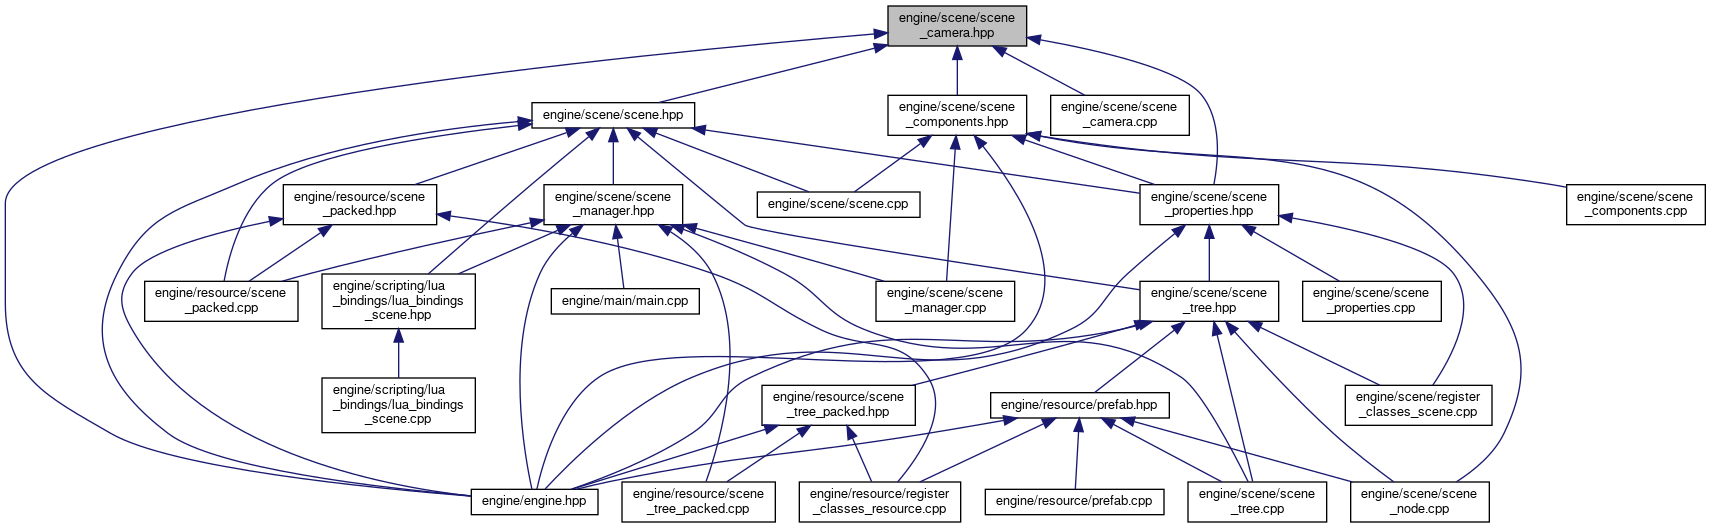 engine/scene/scene
_camera.hpp
engine/scene/scene.hpp
engine/scene/scene
_components.hpp
engine/scene/scene
_camera.cpp
engine/resource/scene
_packed.hpp
engine/scene/scene
_manager.hpp
engine/scene/scene.cpp
engine/scene/scene
_properties.hpp
engine/scene/scene
_components.cpp
engine/resource/scene
_packed.cpp
engine/scripting/lua
_bindings/lua_bindings
_scene.hpp
engine/main/main.cpp
engine/scene/scene
_manager.cpp
engine/scene/scene
_tree.hpp
engine/scene/scene
_properties.cpp
engine/scripting/lua
_bindings/lua_bindings
_scene.cpp
engine/resource/scene
_tree_packed.hpp
engine/resource/prefab.hpp
engine/scene/register
_classes_scene.cpp
engine/engine.hpp
engine/resource/scene
_tree_packed.cpp
engine/resource/register
_classes_resource.cpp
engine/resource/prefab.cpp
engine/scene/scene
_tree.cpp
engine/scene/scene
_node.cpp